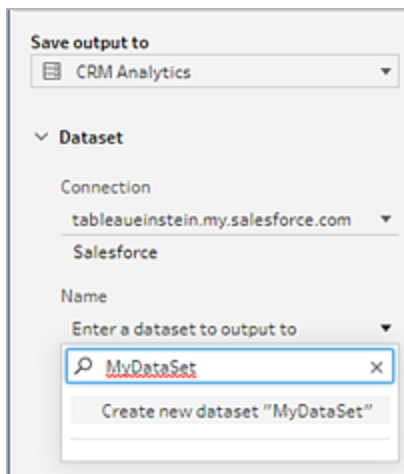 Save output to
CRM Analytics
Dataset
Connection
tableaueinstein.my.salesforce.com
Salesforce
Name
Enter a dataset to output to
MyDataSet
Create new dataset "MyDataSet"